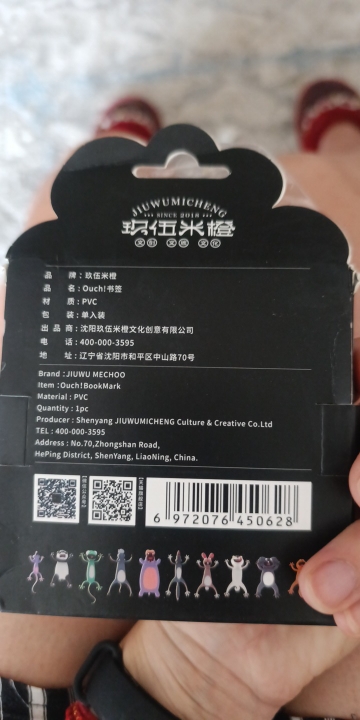 JIUWUMICHENG
••• SINCE 2018 •••
玖伍米橙
品 牌：玖伍米橙
品 名：Ouch!书签
材 质：PVC
包 装：单入装
出 品 商：沈阳玖伍米橙文化创意有限公司
电 话：400-000-3595
地 址：辽宁省沈阳市和平区中山路70号
Brand :JIUWU MECHOO
Item :Ouch!BookMark
Material : PVC
Quantity : 1pc
Producer : Shenyang JIUWUMICHENG Culture & Creative Co.Ltd
TEL : 400-000-3595
Address : No.70,Zhongshan Road,
HePing District, ShenYang, LiaoNing, China.
6 972076 450628